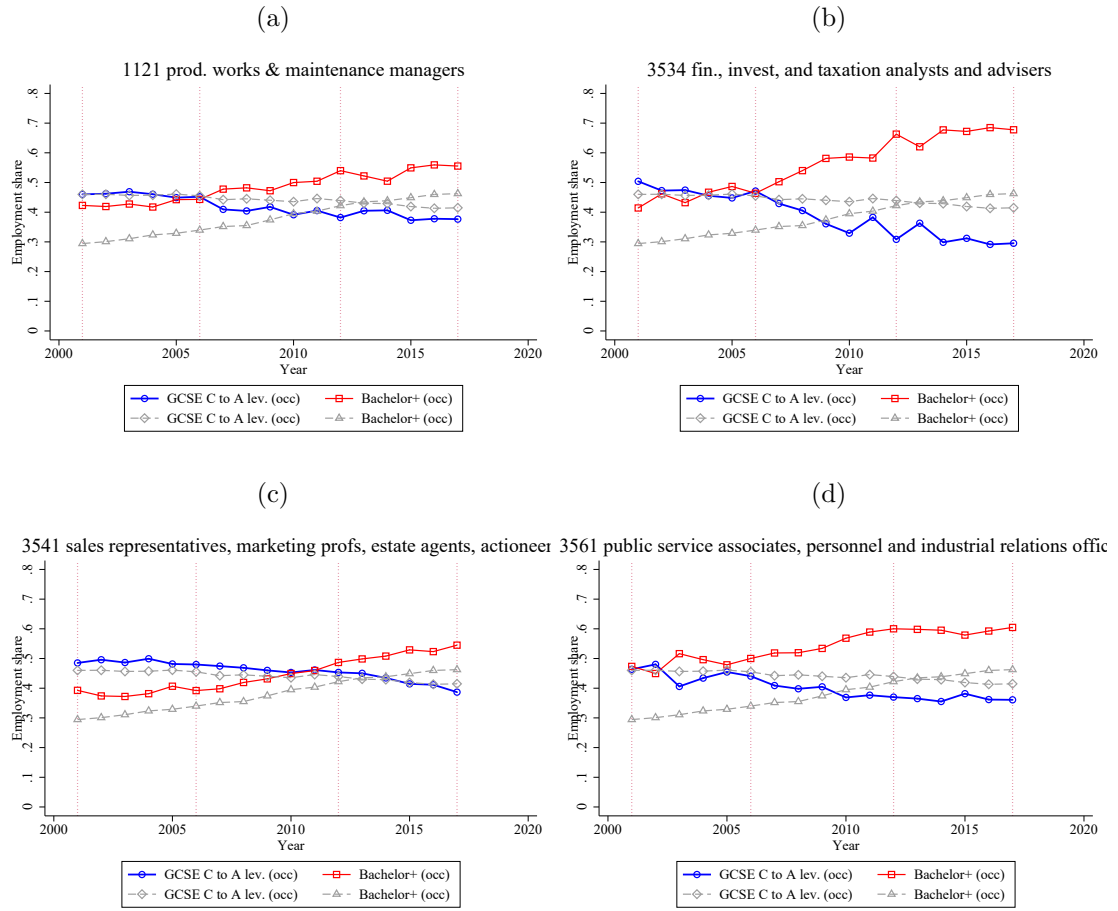 (a)
1121 prod. works & maintenance managers
Employment share
0 .1 .2 .3 .4 .5 .6 .7 .8
2000 2005 2010 2015 2020
Year
GCSE C to A lev. (occ) Bachelor+ (occ)
GCSE C to A lev. (occ) Bachelor+ (occ)
(b)
3534 fin., invest, and taxation analysts and advisers
Employment share
0 .1 .2 .3 .4 .5 .6 .7 .8
2000 2005 2010 2015 2020
Year
GCSE C to A lev. (occ) Bachelor+ (occ)
GCSE C to A lev. (occ) Bachelor+ (occ)
(c)
3541 sales representatives, marketing profs, estate agents, actioneer
Employment share
0 .1 .2 .3 .4 .5 .6 .7 .8
2000 2005 2010 2015 2020
Year
GCSE C to A lev. (occ) Bachelor+ (occ)
GCSE C to A lev. (occ) Bachelor+ (occ)
(d)
3561 public service associates, personnel and industrial relations offic
Employment share
0 .1 .2 .3 .4 .5 .6 .7 .8
2000 2005 2010 2015 2020
Year
GCSE C to A lev. (occ) Bachelor+ (occ)
GCSE C to A lev. (occ) Bachelor+ (occ)